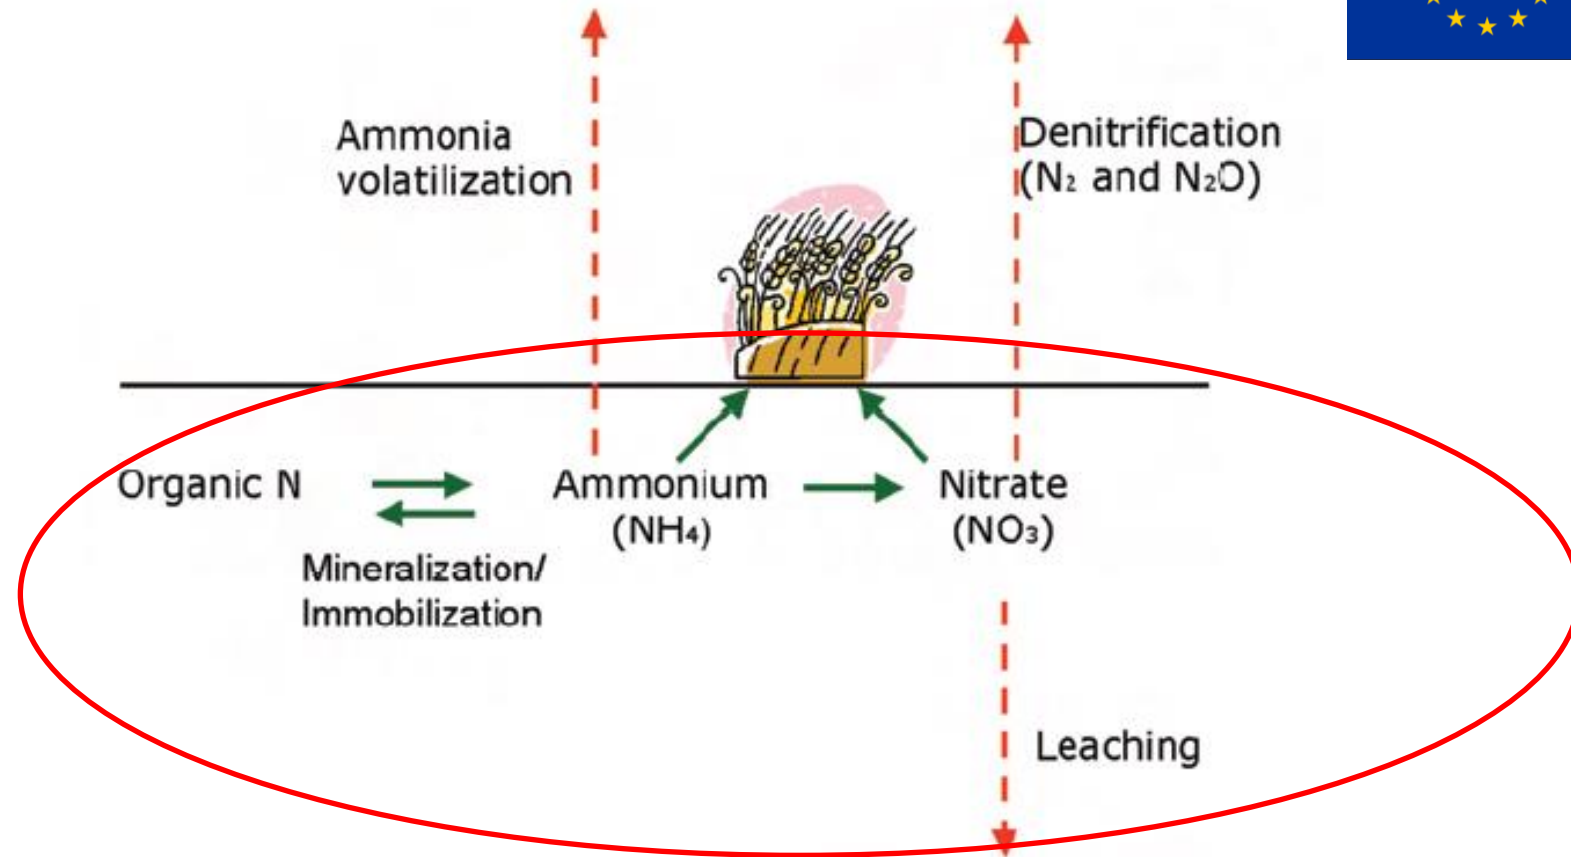 Ammonia
volatilization
Denitrification
(N₂ and N₂O)
Organic N
Ammonium
(NH₄)
Nitrate
(NO₃)
Mineralization/
Immobilization
Leaching